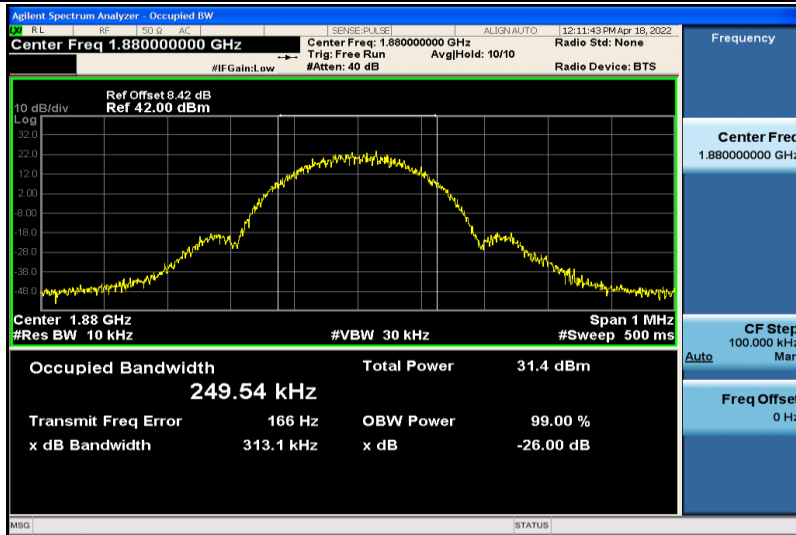 Agilent Spectrum Analyzer - Occupied BW
LXI RL RF 50 Ω AC SENSE:PULSE ALIGN AUTO 12:11:43 PM Apr 18, 2022
Center Freq 1.880000000 GHz Center Freq: 1.880000000 GHz Radio Std: None
Trig: Free Run Avg|Hold: 10/10
#IFGain:Low #Atten: 40 dB Radio Device: BTS
Ref Offset 8.42 dB
10 dB/div Ref 42.00 dBm
Log
32.0
22.0
12.0
2.00
-8.00
-18.0
-28.0
-38.0
-48.0
Center 1.88 GHz Span 1 MHz
#Res BW 10 kHz #VBW 30 kHz #Sweep 500 ms
Occupied Bandwidth Total Power 31.4 dBm
249.54 kHz
Transmit Freq Error 166 Hz OBW Power 99.00 %
x dB Bandwidth 313.1 kHz x dB -26.00 dB
Frequency
Center Freq
1.880000000 GHz
CF Step
100.000 kHz
Auto Man
Freq Offset
0 Hz
MSG STATUS